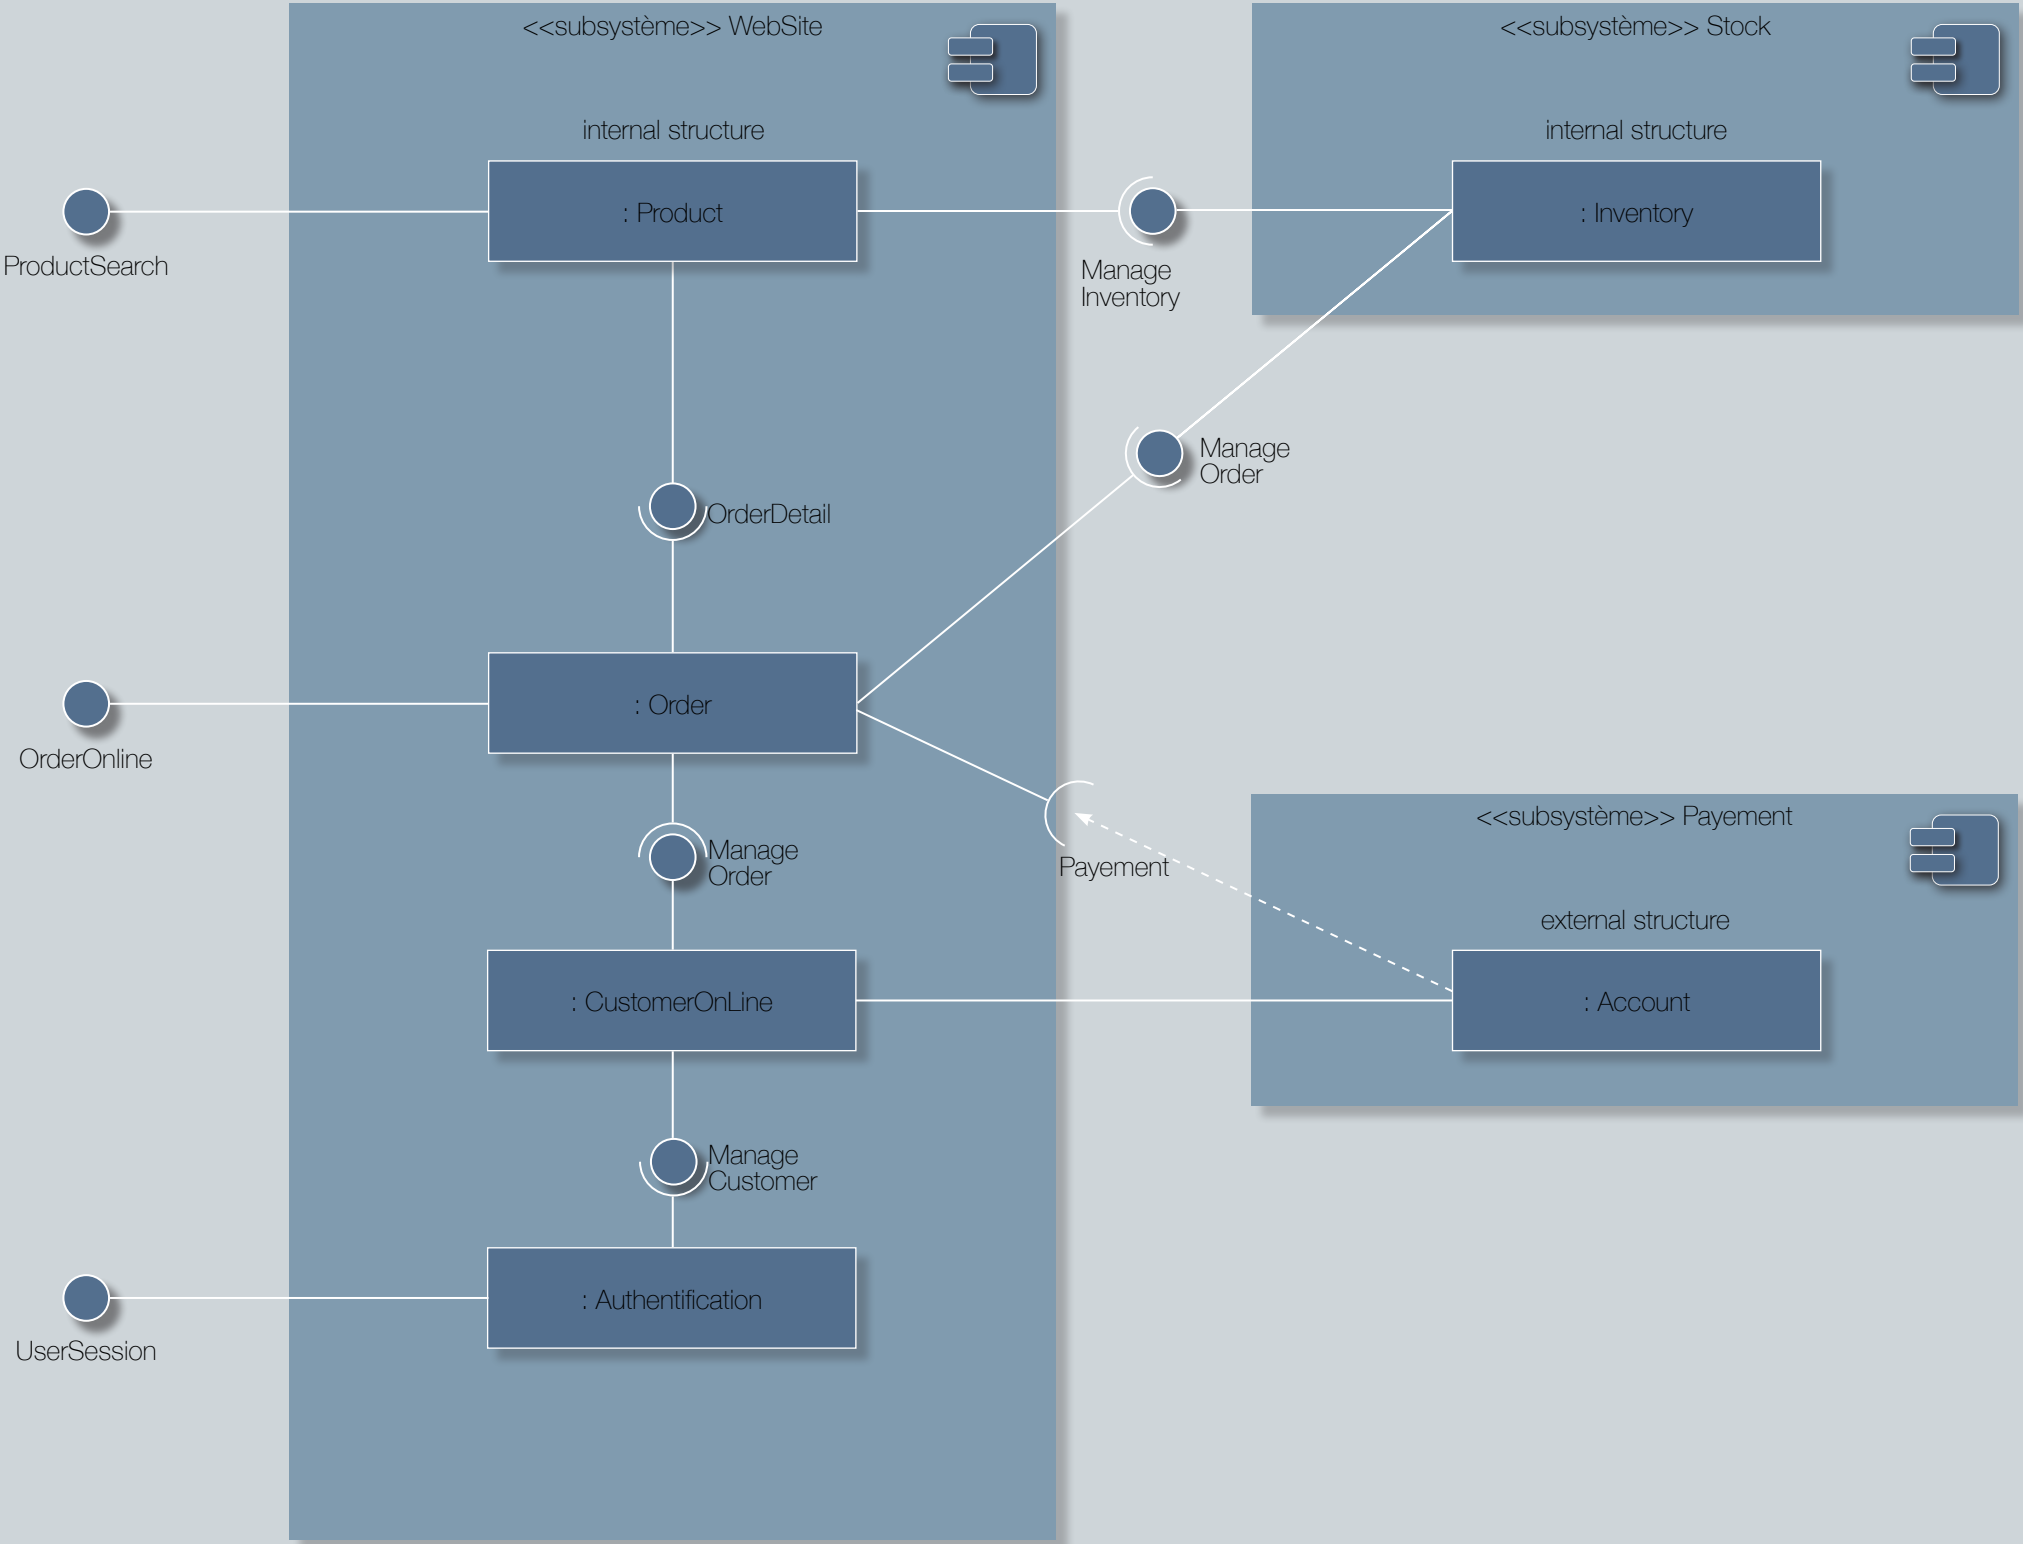 <<subsystème>> WebSite
<<subsystème>> Stock
internal structure
internal structure
: Product
: Inventory
ProductSearch
Manage
Inventory
Manage
Order
OrderDetail
: Order
OrderOnline
<<subsystème>> Payement
Manage
Order
Payement
external structure
: CustomerOnLine
: Account
Manage
Customer
: Authentification
UserSession